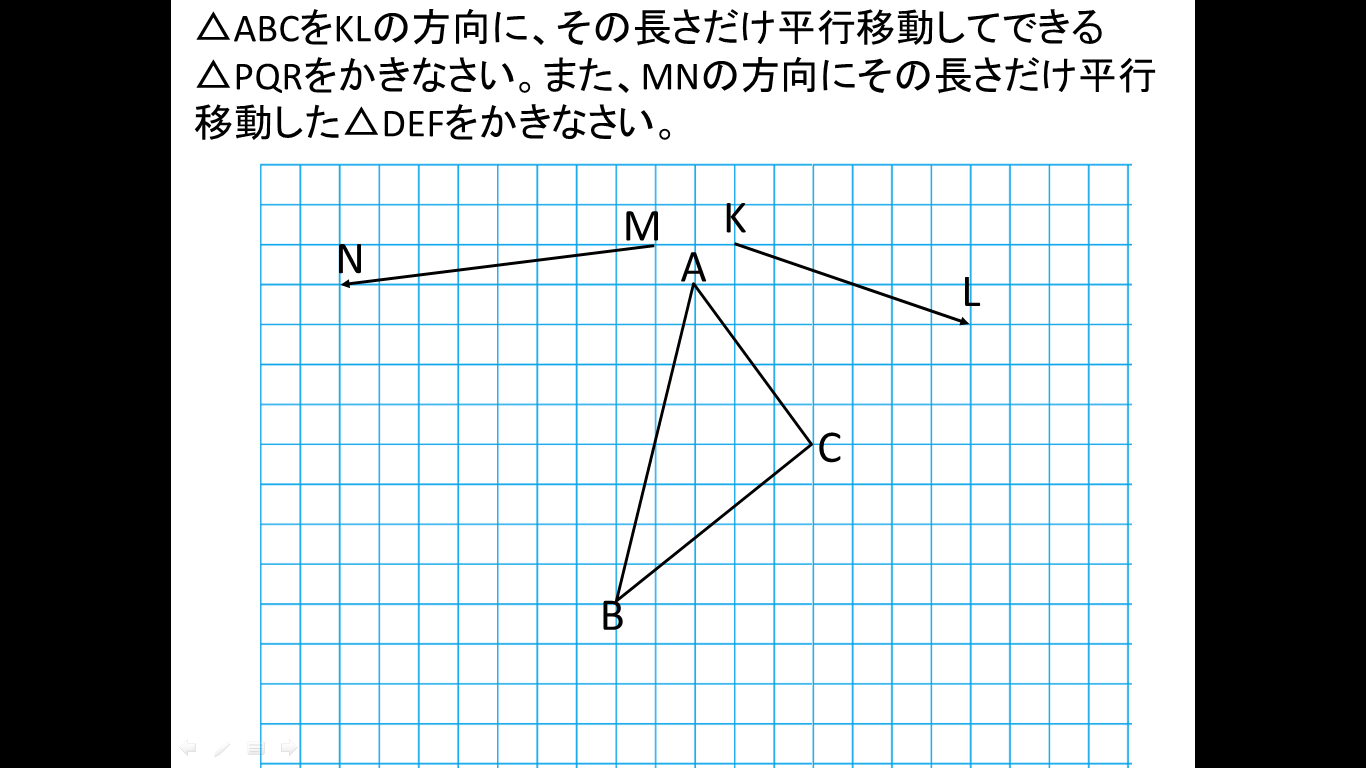 △ABCをKLの方向に、その長さだけ平行移動してできる
△PQRをかきなさい。また、MNの方向にその長さだけ平行
移動した△DEFをかきなさい。
M
K
N
A
L
C
B